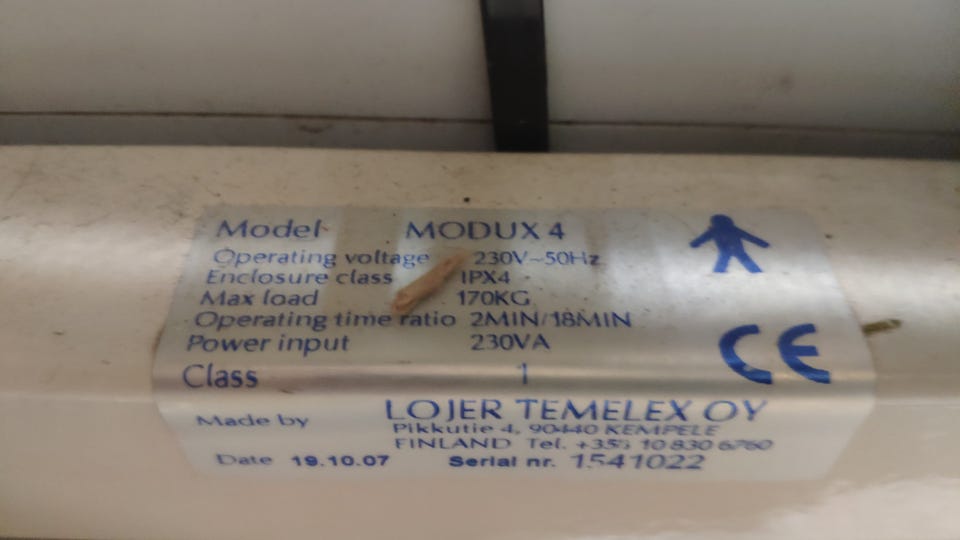 Model MODUX 4
Operating voltage 230V~50Hz
Enclosure class IPX4
Max load 170KG
Operating time ratio 2MIN/18MIN
Power input 230VA
Class 1
Made by LOJER TEMELEX OY
Pikkutie 4, 90440 KEMPELE
FINLAND Tel. +358 10 830 6760
Date 19.10.07 Serial nr. 1541022
CE